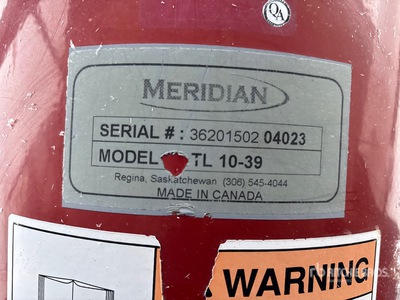 QA
MERIDIAN
SERIAL # : 36201502 04023
MODEL TL 10-39
Regina, Saskatchewan (306) 545-4044
MADE IN CANADA
WARNING